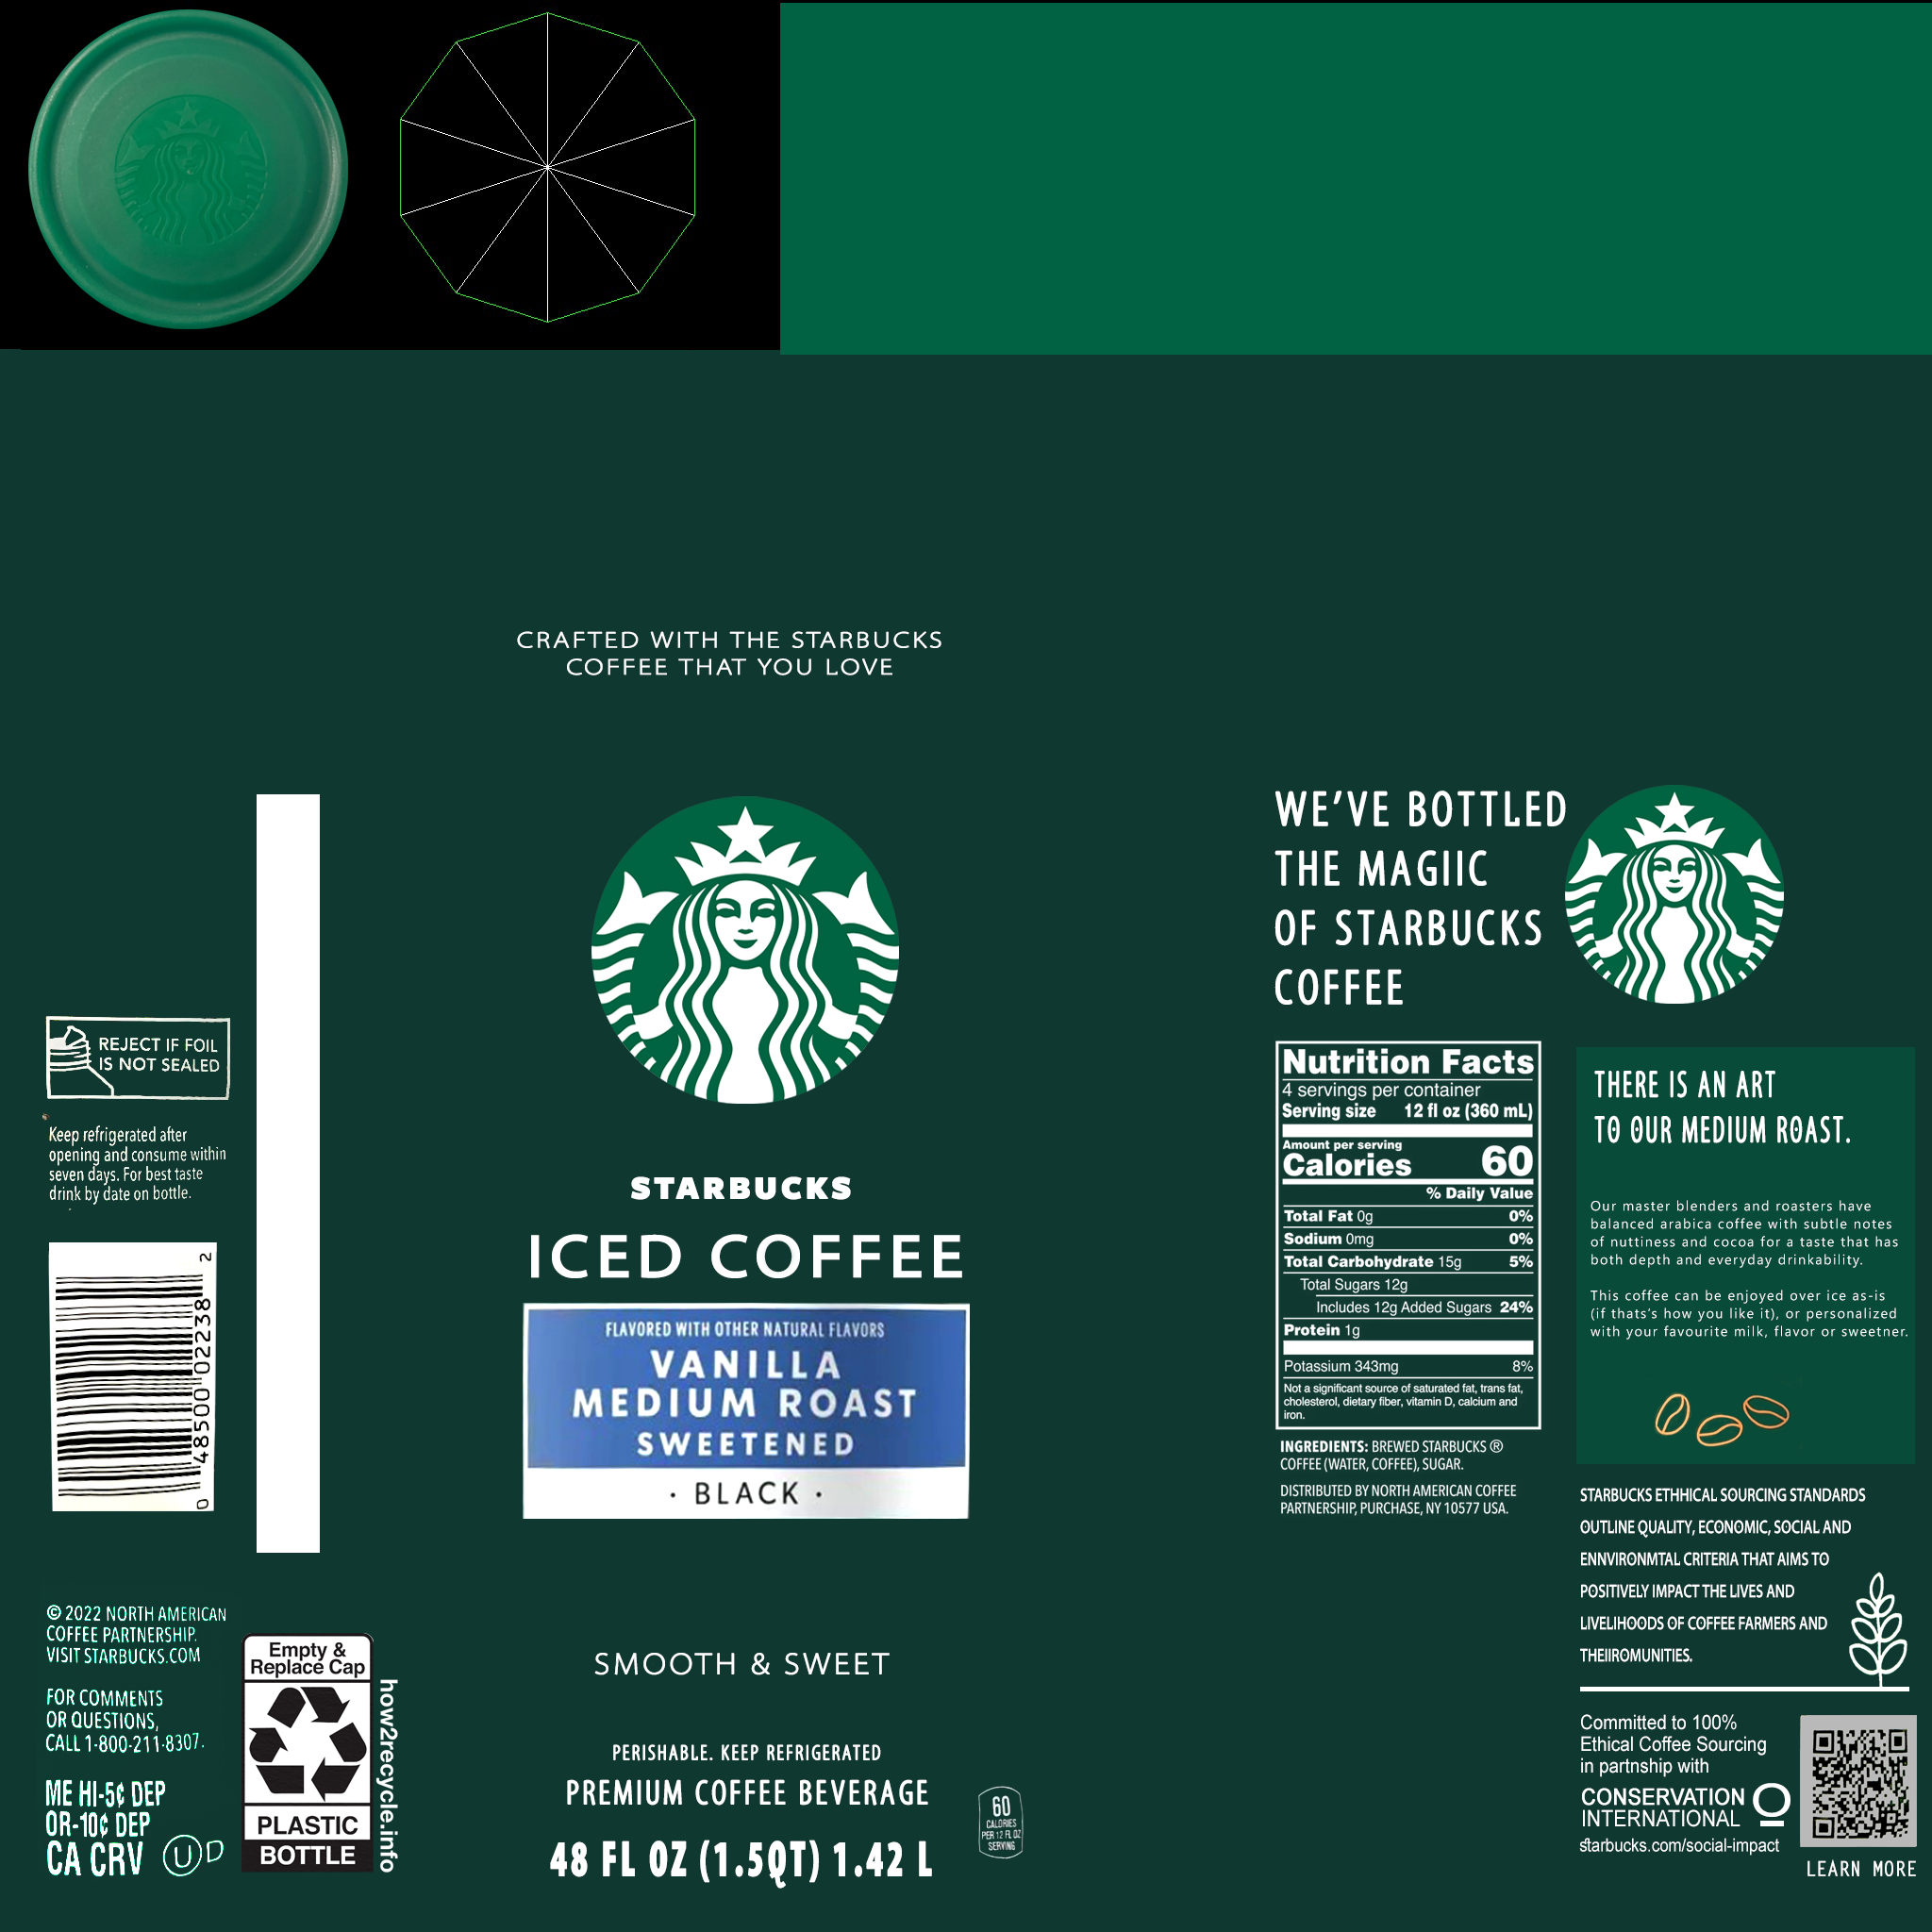 CRAFTED WITH THE STARBUCKS
COFFEE THAT YOU LOVE
REJECT IF FOIL
IS NOT SEALED
Keep refrigerated after
opening and consume within
seven days. For best taste
drink by date on bottle.
0 48500 02238 2
© 2022 NORTH AMERICAN
COFFEE PARTNERSHIP.
VISIT STARBUCKS.COM
FOR COMMENTS
OR QUESTIONS,
CALL 1-800-211-8307.
ME HI-5¢ DEP
OR-10¢ DEP
CA CRV
U D
Empty &
Replace Cap
PLASTIC
BOTTLE
how2recycle.info
STARBUCKS
ICED COFFEE
FLAVORED WITH OTHER NATURAL FLAVORS
VANILLA
MEDIUM ROAST
SWEETENED
· BLACK ·
SMOOTH & SWEET
PERISHABLE. KEEP REFRIGERATED
PREMIUM COFFEE BEVERAGE
48 FL OZ (1.5QT) 1.42 L
60
CALORIES
PER 12 FL OZ
SERVING
WE'VE BOTTLED
THE MAGIIC
OF STARBUCKS
COFFEE
Nutrition Facts
4 servings per container
Serving size 12 fl oz (360 mL)
Amount per serving
Calories 60
% Daily Value
Total Fat 0g 0%
Sodium 0mg 0%
Total Carbohydrate 15g 5%
Total Sugars 12g
Includes 12g Added Sugars 24%
Protein 1g
Potassium 343mg 8%
Not a significant source of saturated fat, trans fat,
cholesterol, dietary fiber, vitamin D, calcium and
iron.
INGREDIENTS: BREWED STARBUCKS ®
COFFEE (WATER, COFFEE), SUGAR.
DISTRIBUTED BY NORTH AMERICAN COFFEE
PARTNERSHIP, PURCHASE, NY 10577 USA.
THERE IS AN ART
TO OUR MEDIUM ROAST.
Our master blenders and roasters have
balanced arabica coffee with subtle notes
of nuttiness and cocoa for a taste that has
both depth and everyday drinkability.
This coffee can be enjoyed over ice as-is
(if thats's how you like it), or personalized
with your favourite milk, flavor or sweetner.
STARBUCKS ETHHICAL SOURCING STANDARDS
OUTLINE QUALITY, ECONOMIC, SOCIAL AND
ENNVIRONMTAL CRITERIA THAT AIMS TO
POSITIVELY IMPACT THE LIVES AND
LIVELIHOODS OF COFFEE FARMERS AND
THEIIROMUNITIES.
Committed to 100%
Ethical Coffee Sourcing
in partnship with
CONSERVATION
INTERNATIONAL
starbucks.com/social-impact
LEARN MORE